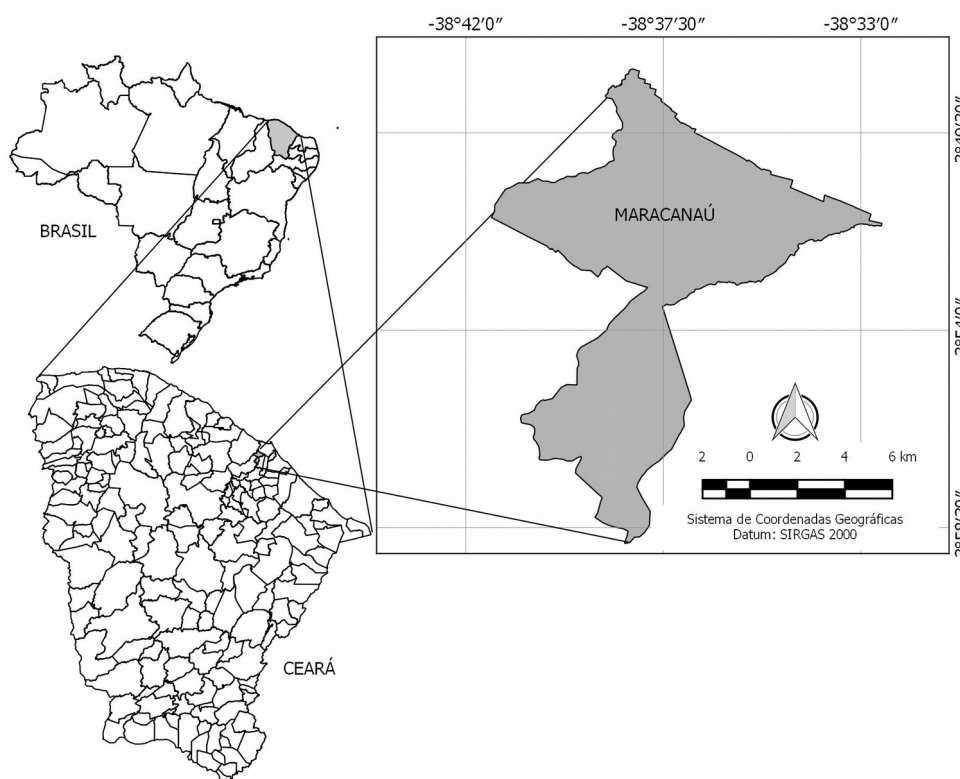 -38°42′0″ -38°37′30″ -38°33′0″
BRASIL
MARACANAÚ
2 0 2 4 6 km
Sistema de Coordenadas Geográficas
Datum: SIRGAS 2000
CEARÁ